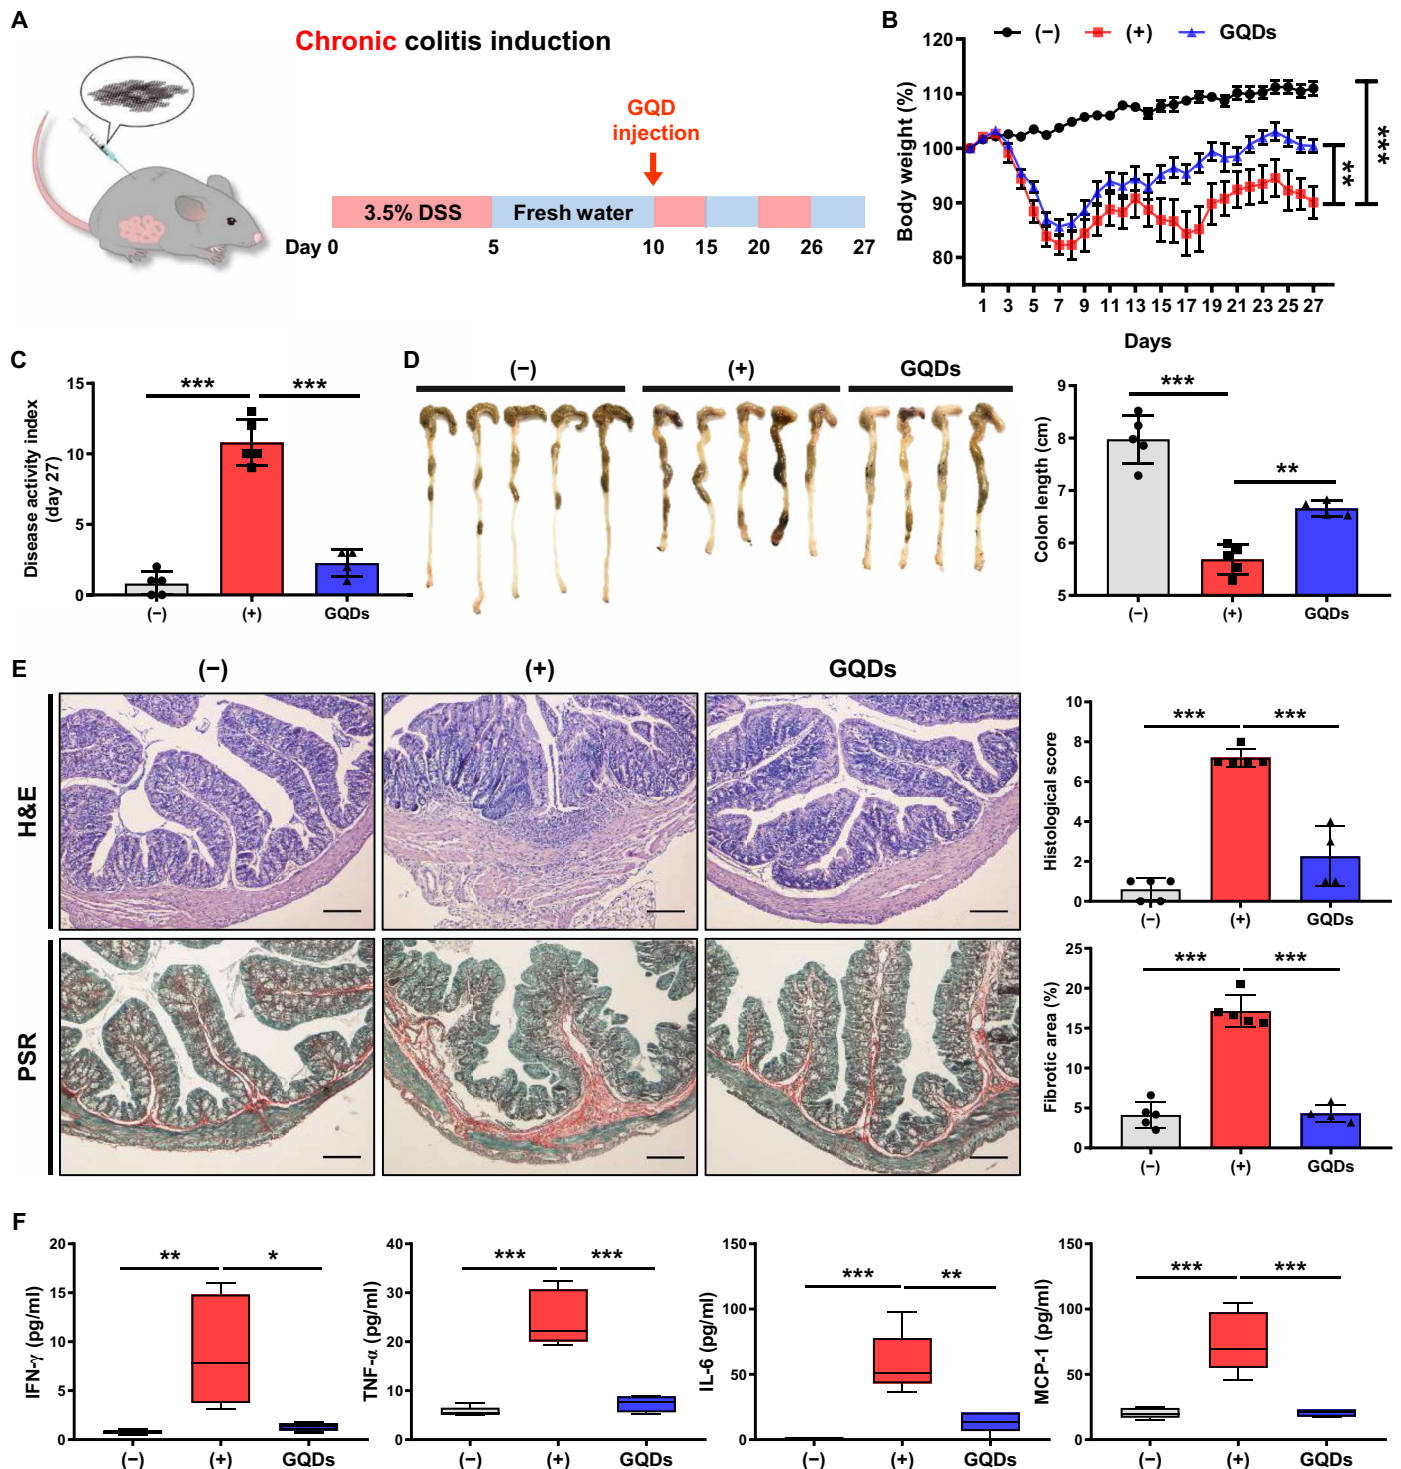 A
Chronic colitis induction
GQD
injection
3.5% DSS
Fresh water
Day 0 5 10 15 20 26 27
B
(−) (+) GQDs
Body weight (%)
120
110
100
90
80
1 3 5 7 9 11 13 15 17 19 21 23 25 27
Days
**
***
C
Disease activity index
(day 27)
15
10
5
0
*** ***
(−) (+) GQDs
D
(−) (+) GQDs
Colon length (cm)
9
8
7
6
5
***
**
(−) (+) GQDs
E
(−) (+) GQDs
H&E
PSR
Histological score
10
8
6
4
2
0
*** ***
(−) (+) GQDs
Fibrotic area (%)
25
20
15
10
5
0
*** ***
(−) (+) GQDs
F
IFN-γ (pg/ml)
20
15
10
5
0
** *
(−) (+) GQDs
TNF-α (pg/ml)
40
30
20
10
0
*** ***
(−) (+) GQDs
IL-6 (pg/ml)
150
100
50
0
*** **
(−) (+) GQDs
MCP-1 (pg/ml)
150
100
50
0
*** ***
(−) (+) GQDs